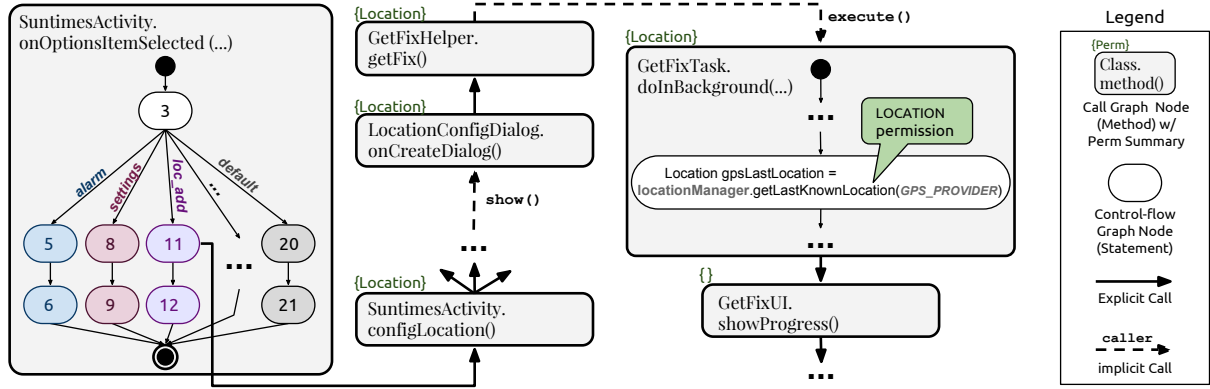 SuntimesActivity.
onOptionsItemSelected (...)
3
alarm
settings
loc_add
...
default
5
8
11
...
20
6
9
12
21
{Location}
GetFixHelper.
getFix()
{Location}
LocationConfigDialog.
onCreateDialog()
show()
...
{Location}
SuntimesActivity.
configLocation()
execute()
{Location}
GetFixTask.
doInBackground(...)
...
LOCATION
permission
Location gpsLastLocation =
locationManager.getLastKnownLocation(GPS_PROVIDER)
...
{ }
GetFixUI.
showProgress()
...
Legend
{Perm}
Class.
method()
Call Graph Node
(Method) w/
Perm Summary
Control-flow
Graph Node
(Statement)
Explicit Call
caller
implicit Call